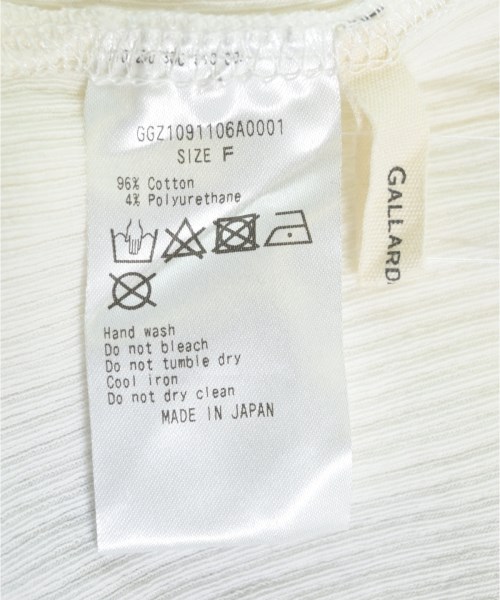 GGZ1091106A0001
SIZE F
96% Cotton
4% Polyurethane
Hand wash
Do not bleach
Do not tumble dry
Cool iron
Do not dry clean
MADE IN JAPAN
GALLARD